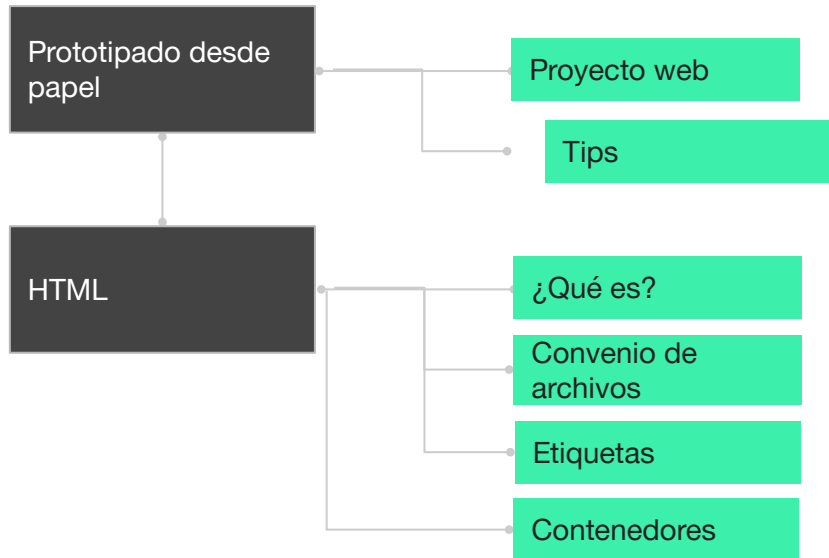 Prototipado desde
papel
Proyecto web
Tips
HTML
¿Qué es?
Convenio de
archivos
Etiquetas
Contenedores